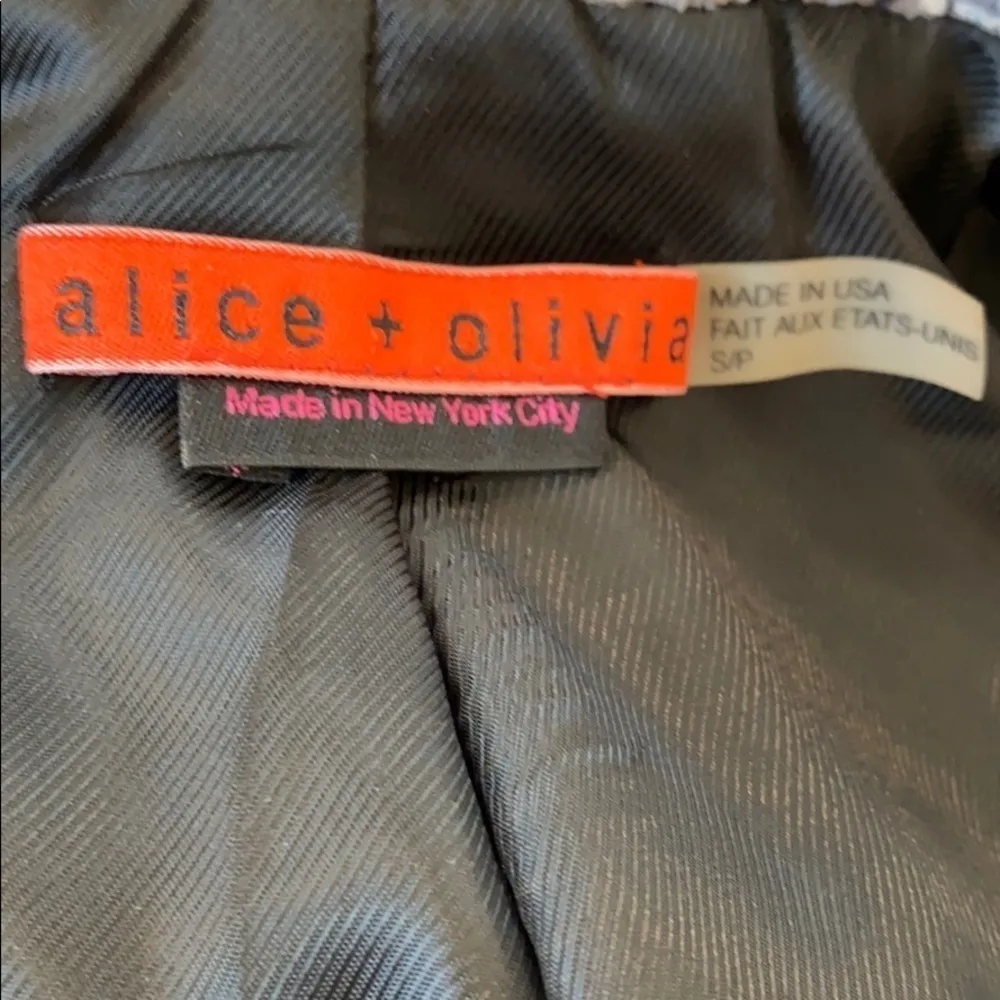 alice + olivia
MADE IN USA
FAIT AUX ETATS-UNIS
S/P
Made in New York City